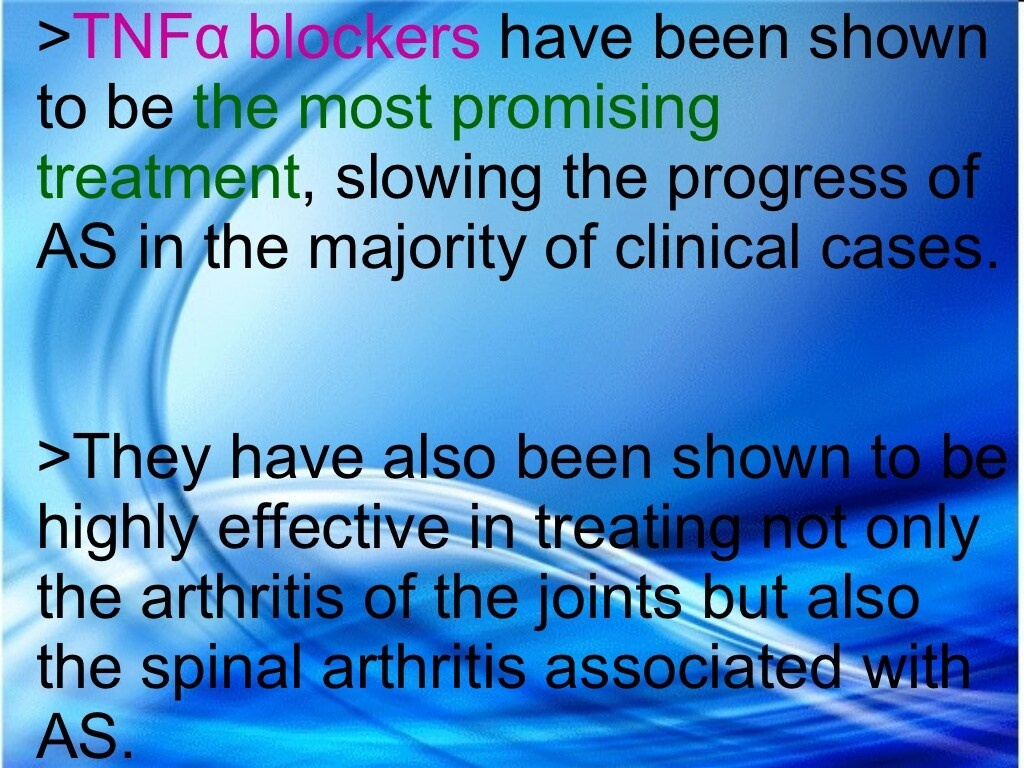 >TNFα blockers have been shown
to be the most promising
treatment, slowing the progress of
AS in the majority of clinical cases.
>They have also been shown to be
highly effective in treating not only
the arthritis of the joints but also
the spinal arthritis associated with
AS.